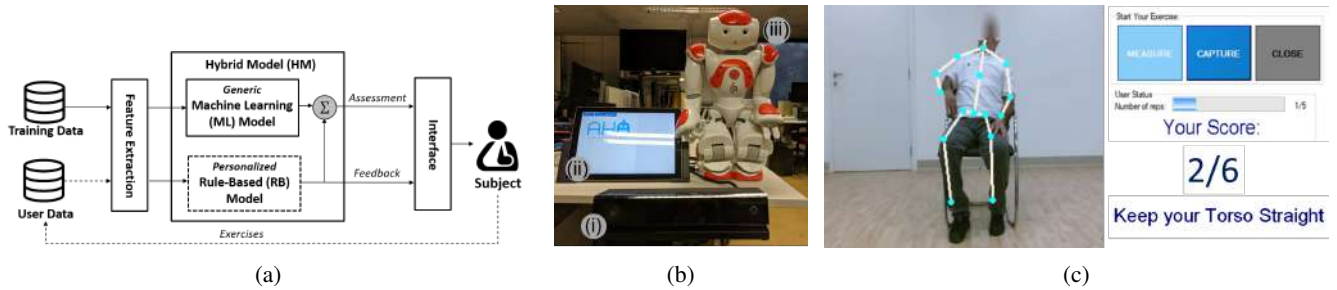 Training Data
User Data
Feature Extraction
Hybrid Model (HM)
Generic
Machine Learning
(ML) Model
Σ
Personalized
Rule-Based (RB)
Model
Assessment
Feedback
Interface
Subject
Exercises
(a)
(iii)
AHA
(ii)
(i)
(b)
Start Your Exercise:
MEASURE CAPTURE CLOSE
User Status
Number of reps: 1/5
Your Score:
2/6
Keep your Torso Straight
(c)